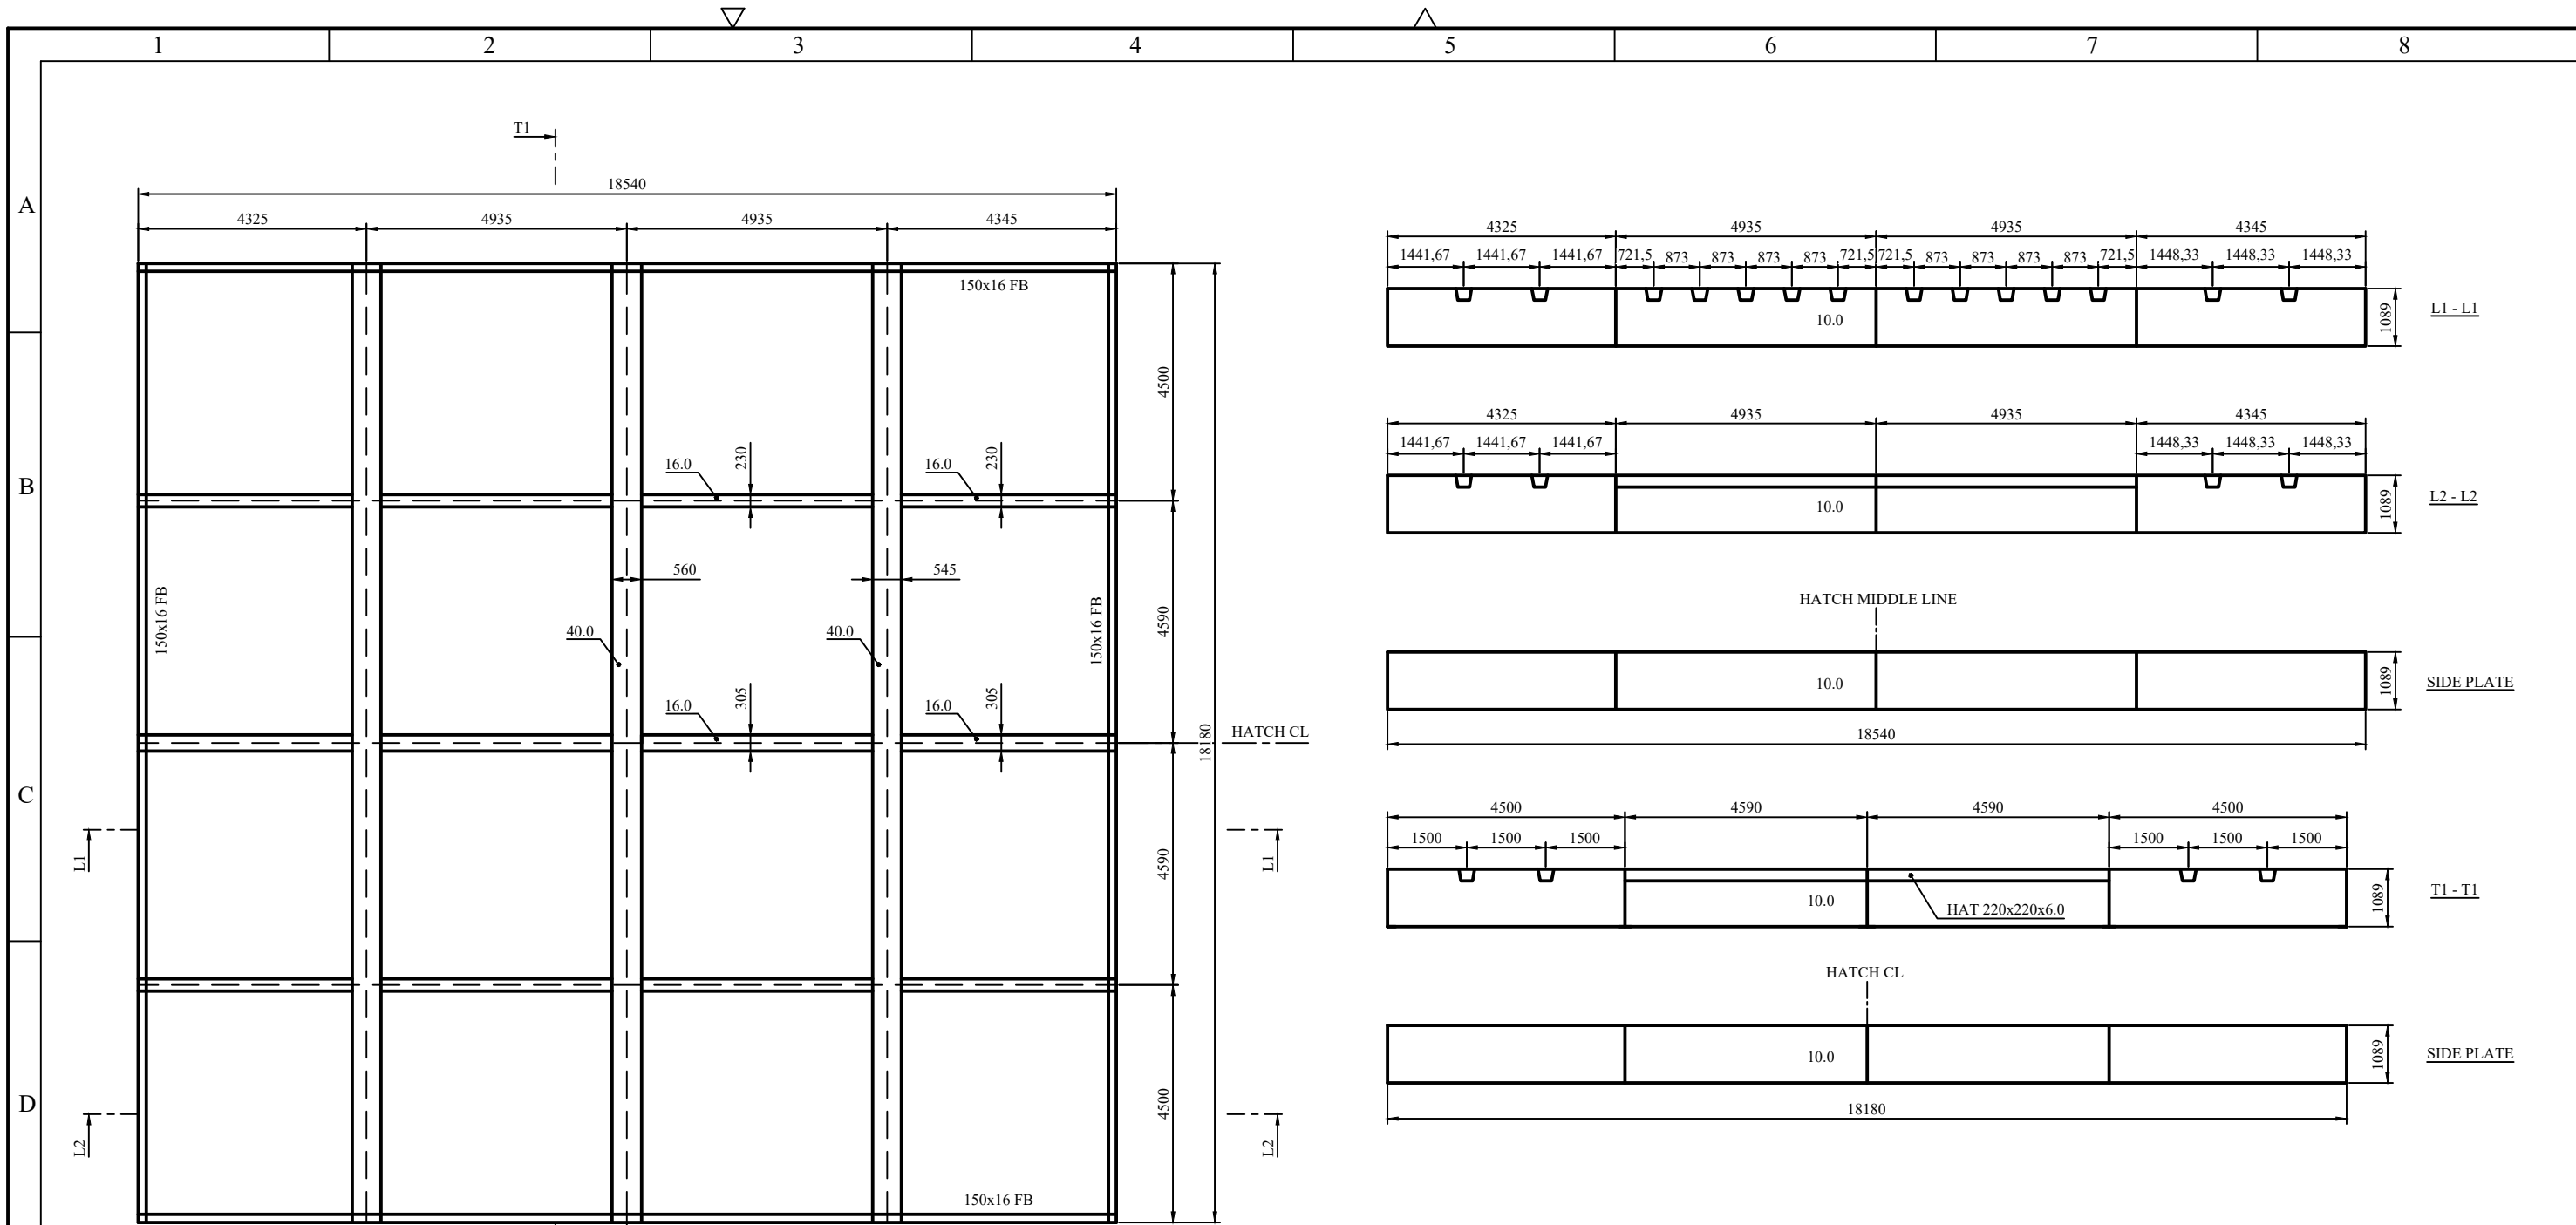 1 2 3 4 5 6 7 8
A
B
C
D
T1
18540
4325 4935 4935 4345
150x16 FB
4500
16.0 230 16.0 230
560 545
150x16 FB
40.0 40.0
150x16 FB
4590
16.0 305 16.0 305
18180
HATCH CL
L1 L1
4590
L2 L2
4500
150x16 FB
4325 4935 4935 4345
1441,67 1441,67 1441,67 721,5 873 873 873 873 721,5 721,5 873 873 873 873 721,5 1448,33 1448,33 1448,33
10.0 1089 L1 - L1
4325 4935 4935 4345
1441,67 1441,67 1441,67 1448,33 1448,33 1448,33
10.0 1089 L2 - L2
HATCH MIDDLE LINE
10.0 1089 SIDE PLATE
18540
4500 4590 4590 4500
1500 1500 1500 1500 1500 1500
10.0 1089 T1 - T1
HAT 220x220x6.0
HATCH CL
10.0 1089 SIDE PLATE
18180